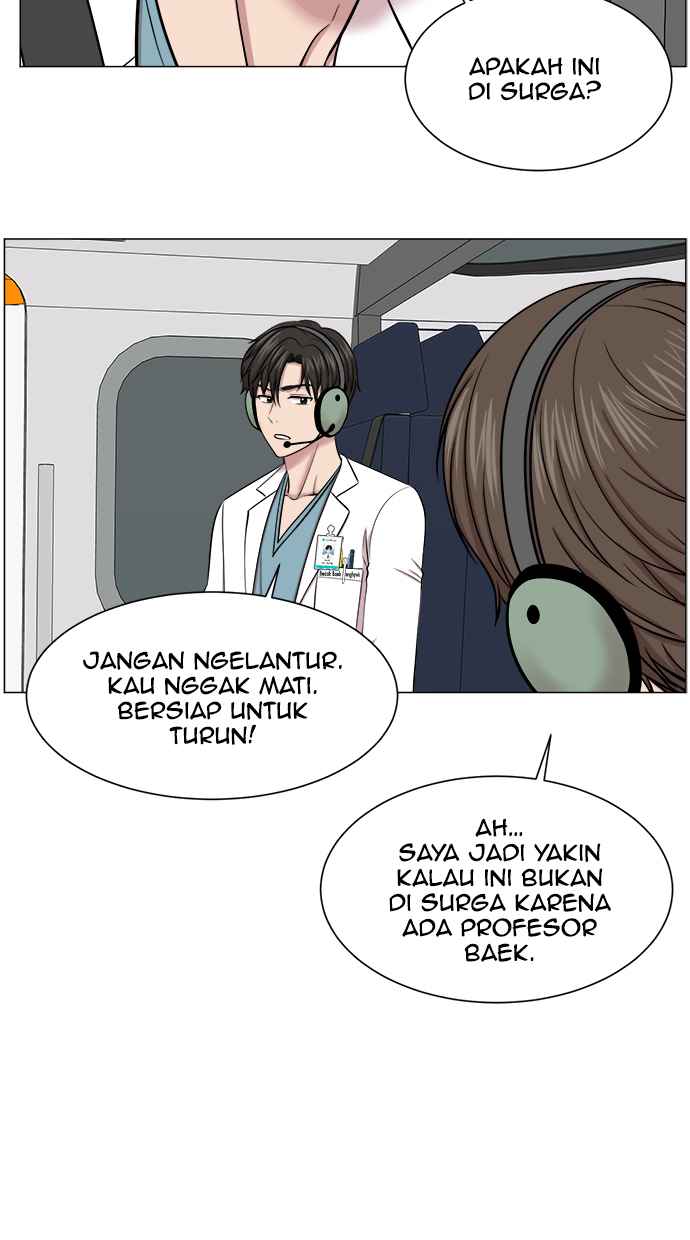 APAKAH INI
DI SURGA?
JANGAN NGELANTUR.
KAU NGGAK MATI.
BERSIAP UNTUK
TURUN!
AH...
SAYA JADI YAKIN
KALAU INI BUKAN
DI SURGA KARENA
ADA PROFESOR
BAEK.